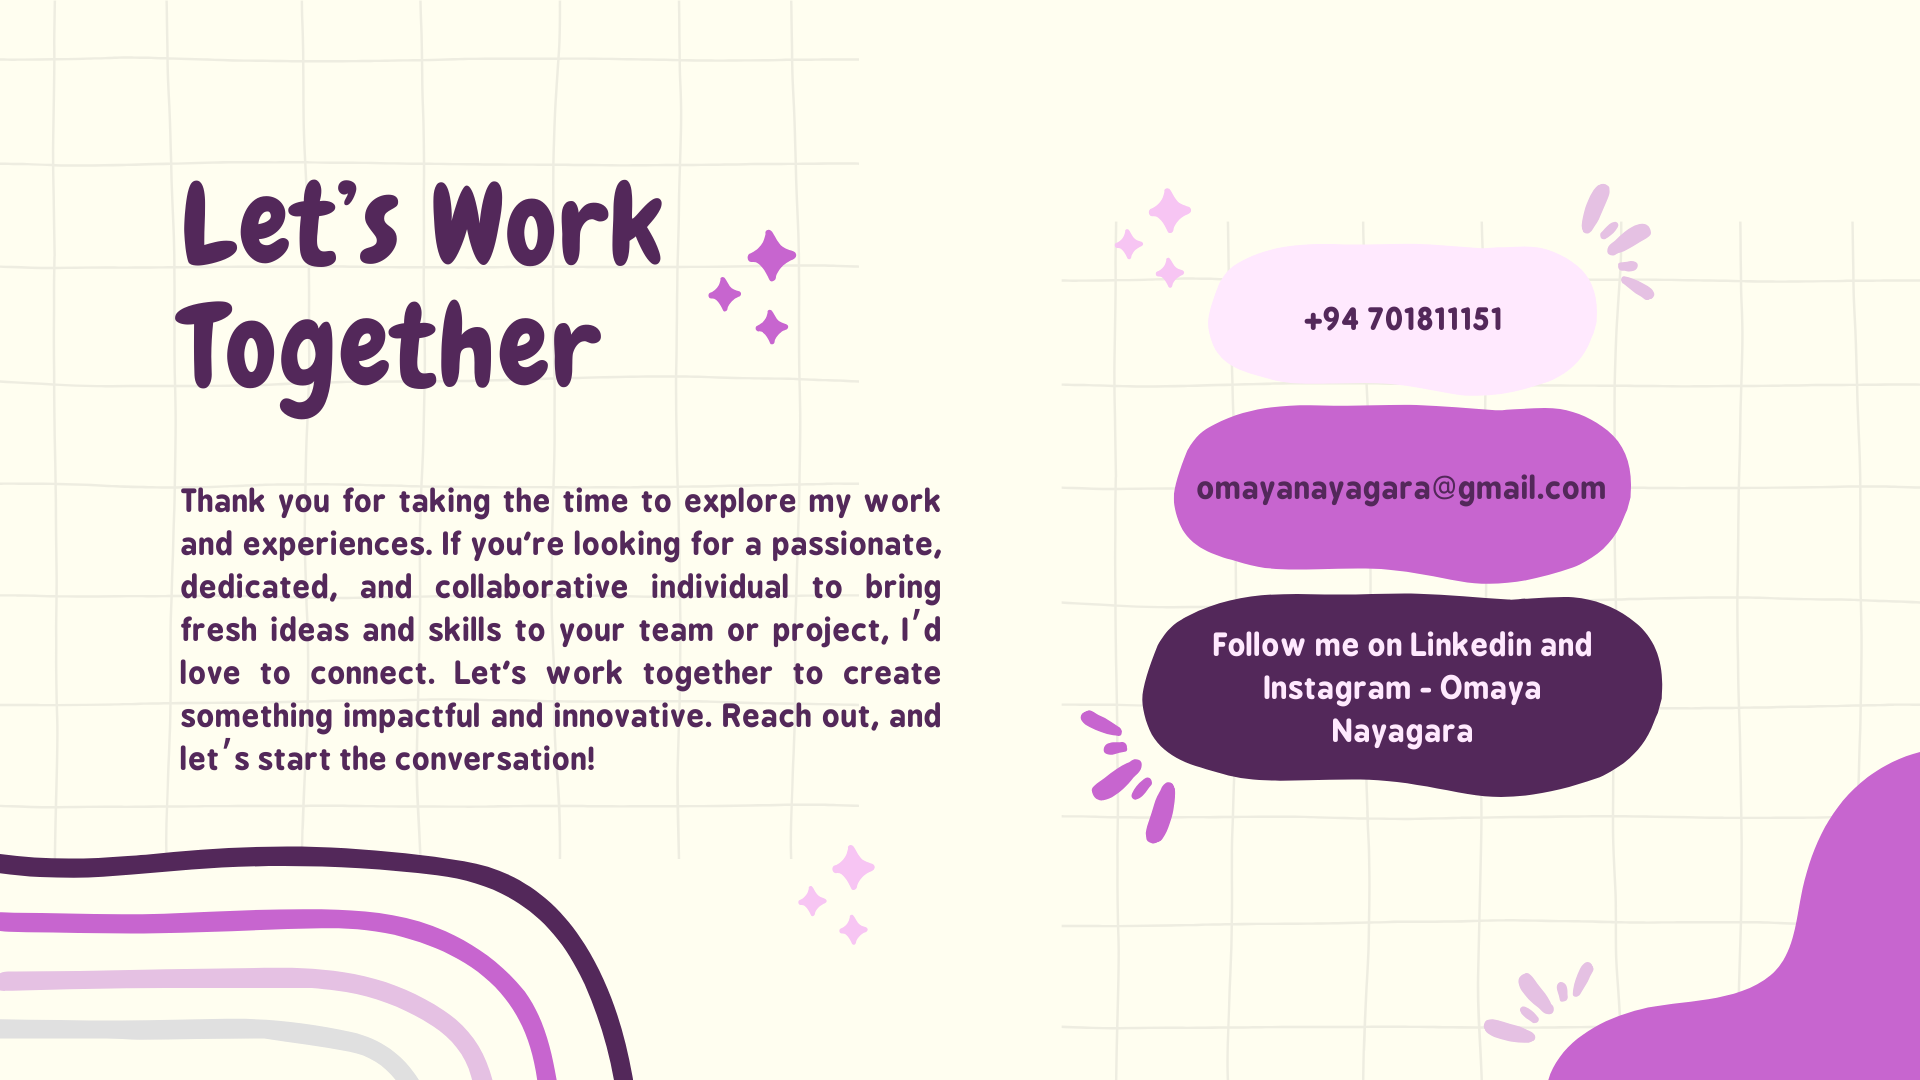 Let’s Work
Together
Thank you for taking the time to explore my work
and experiences. If you’re looking for a passionate,
dedicated, and collaborative individual to bring
fresh ideas and skills to your team or project, I’d
love to connect. Let’s work together to create
something impactful and innovative. Reach out, and
let’s start the conversation!
+94 701811151
omayanayagara@gmail.com
Follow me on Linkedin and
Instagram - Omaya
Nayagara